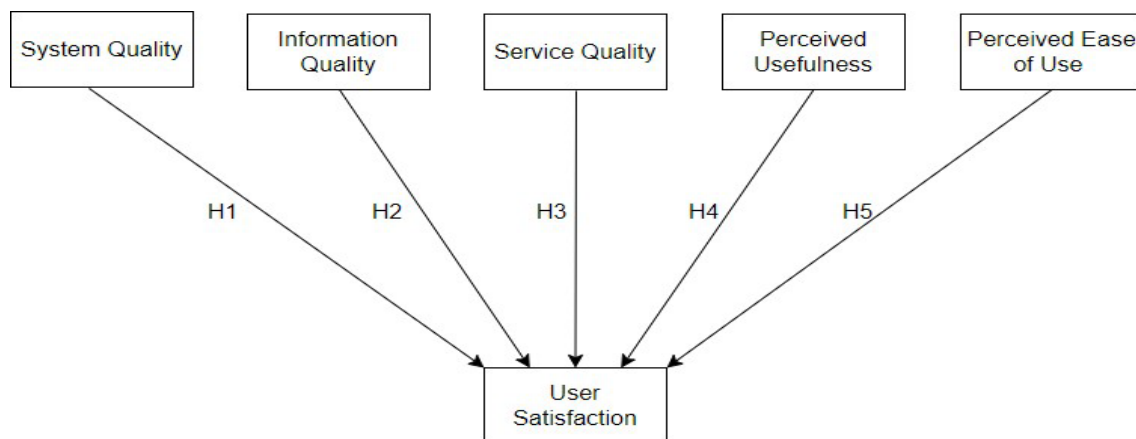 System Quality
Information
Quality
Service Quality
Perceived
Usefulness
Perceived Ease
of Use
H1
H2
H3
H4
H5
User
Satisfaction